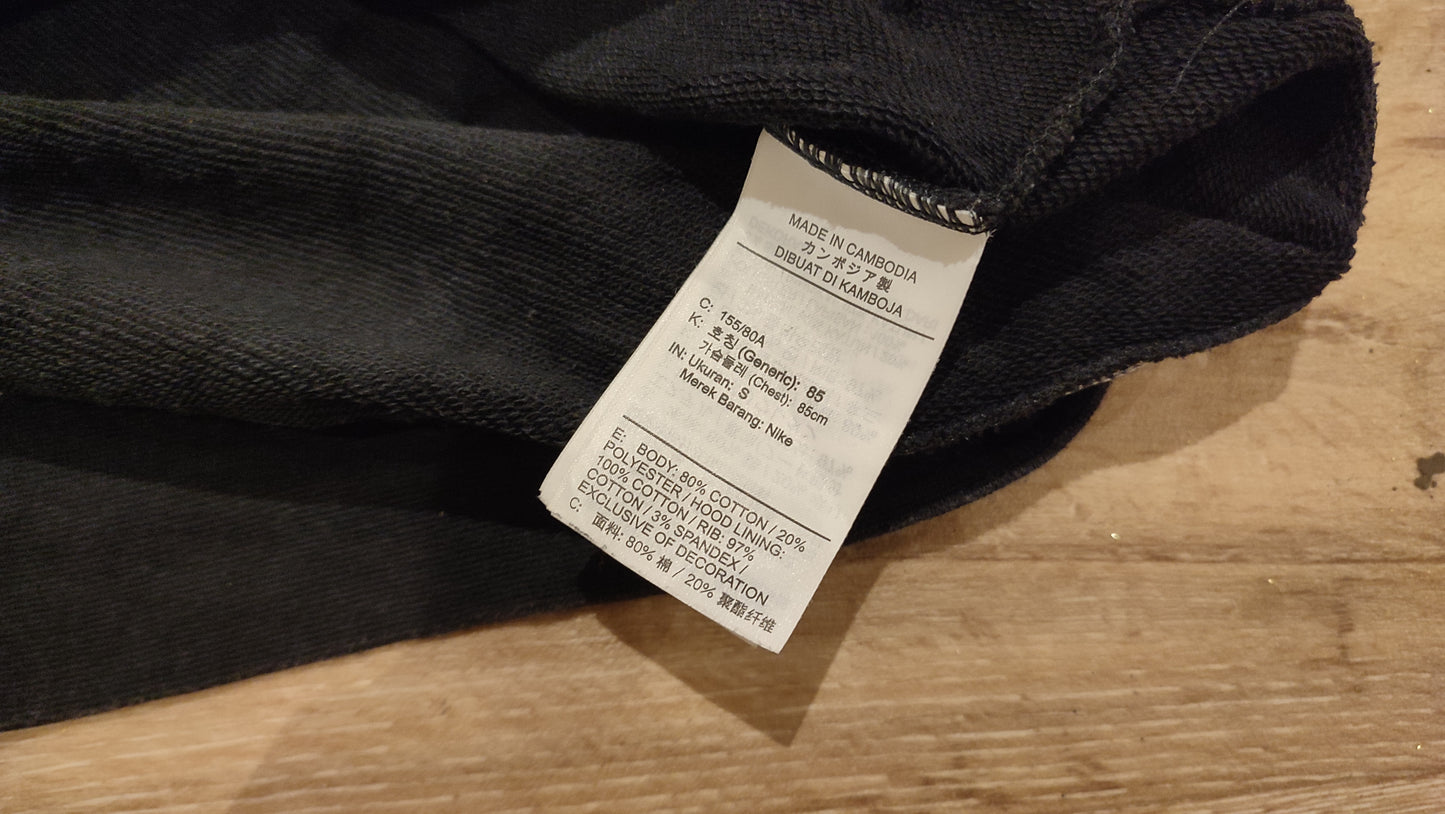 MADE IN CAMBODIA
カンボジア製
DIBUAT DI KAMBOJA
C: 155/80A
K: 호칭 (Generic): 85
가슴둘레 (Chest): 85cm
IN: Ukuran: S
Merek Barang: Nike
E: BODY: 80% COTTON / 20%
POLYESTER / HOOD LINING:
100% COTTON / RIB: 97%
COTTON / 3% SPANDEX /
EXCLUSIVE OF DECORATION
C: 面料: 80% 棉 / 20% 聚酯纤维